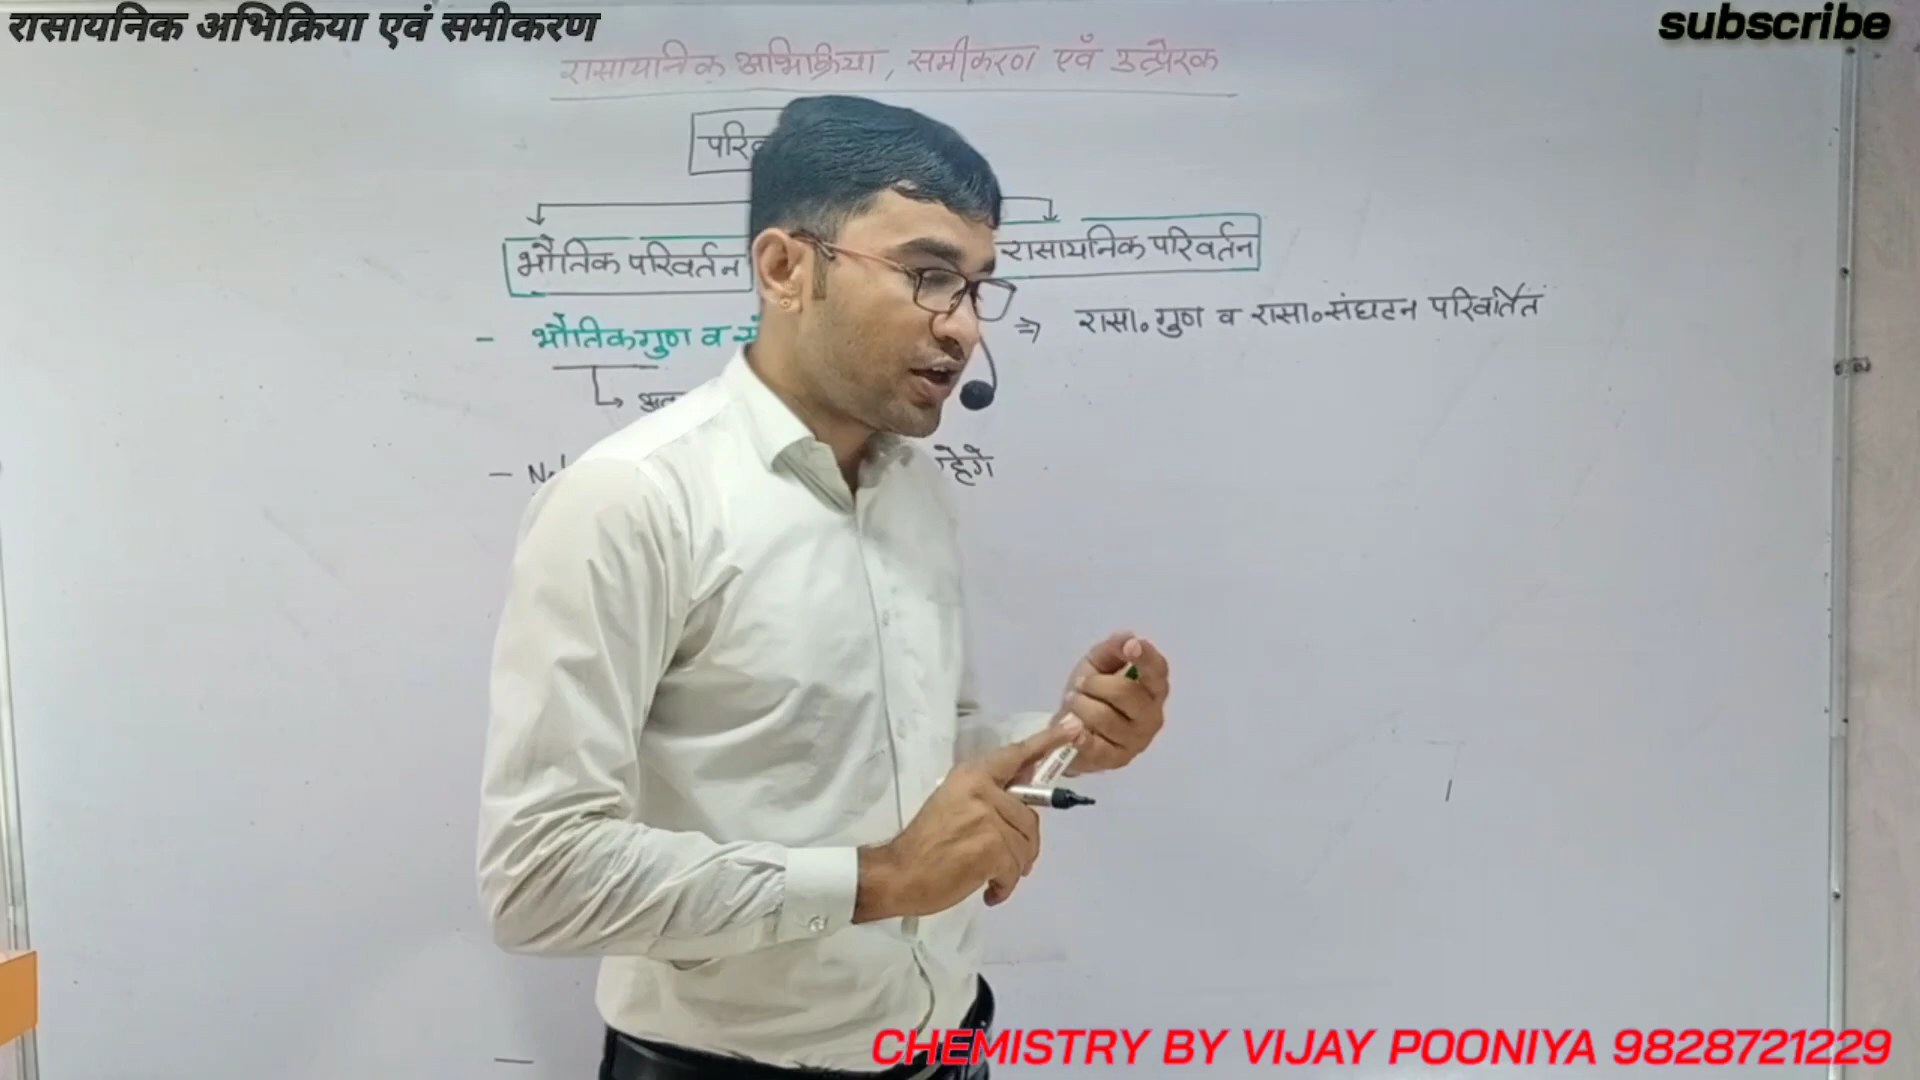 रासायनिक अभिक्रिया एवं समीकरण
subscribe
रासायनिक अभिक्रिया, समीकरण एवं उत्प्रेरक
भौतिक परिवर्तन
रासायनिक परिवर्तन
- भौतिकगुण व
⇒ रासा॰ गुण व रासा॰ संघटन परिवर्तित
CHEMISTRY BY VIJAY POONIYA 9828721229